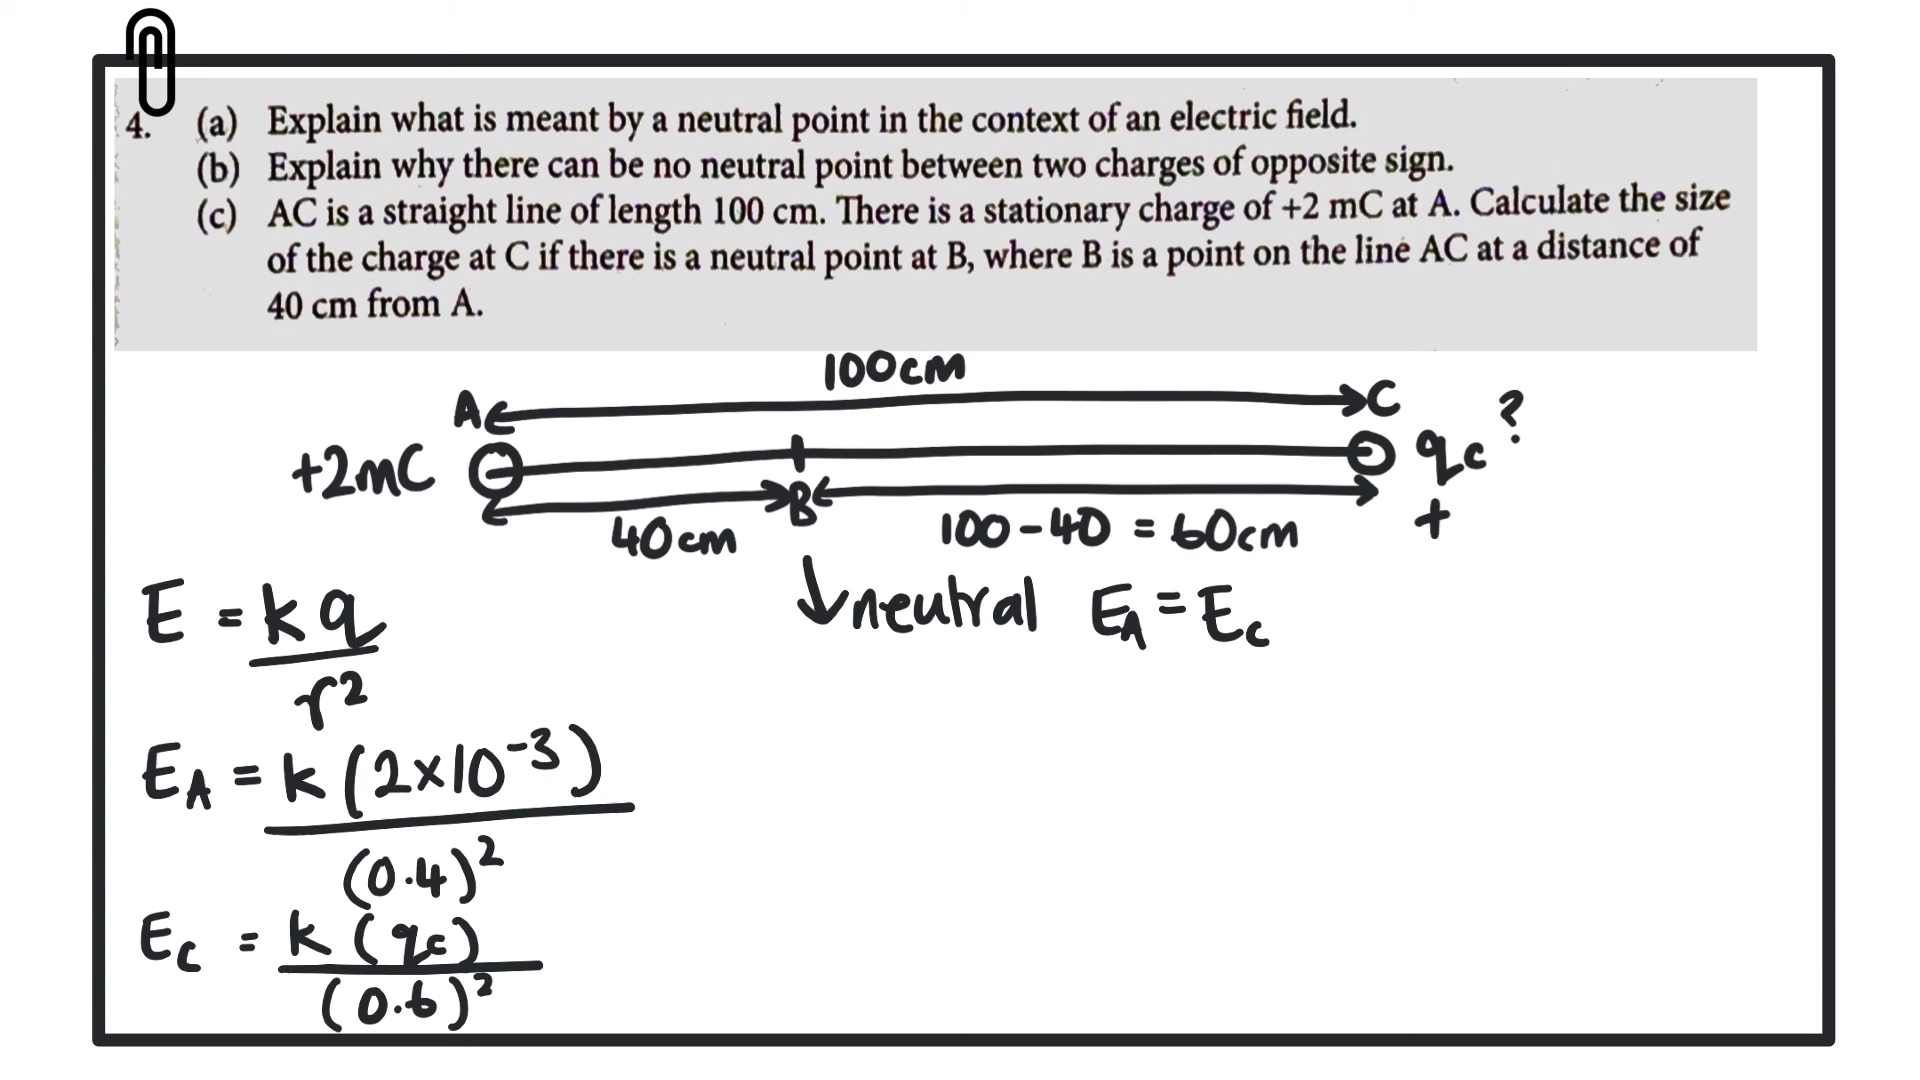 4. (a) Explain what is meant by a neutral point in the context of an electric field.
(b) Explain why there can be no neutral point between two charges of opposite sign.
(c) AC is a straight line of length 100 cm. There is a stationary charge of +2 mC at A. Calculate the size
of the charge at C if there is a neutral point at B, where B is a point on the line AC at a distance of
40 cm from A.
100cm
A C
+2mC qc ?
B
40cm 100-40 = 60cm +
neutral EA = EC
E = kq
r²
EA = k(2×10⁻³)
(0.4)²
EC = k(qc)
(0.6)²